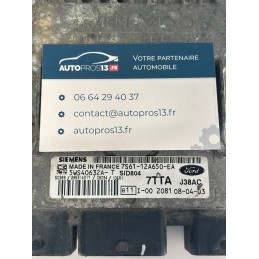 AUTOPROS13.FR
VOTRE PARTENAIRE
AUTOMOBILE
06 64 29 40 37
contact@autopros13.fr
autopros13.fr
SIEMENS
MADE IN FRANCE 7S61-12A650-EA
5WS40632A- T SID804
Ford
7TTA J38AC
611 I-00 2081 08-04-03